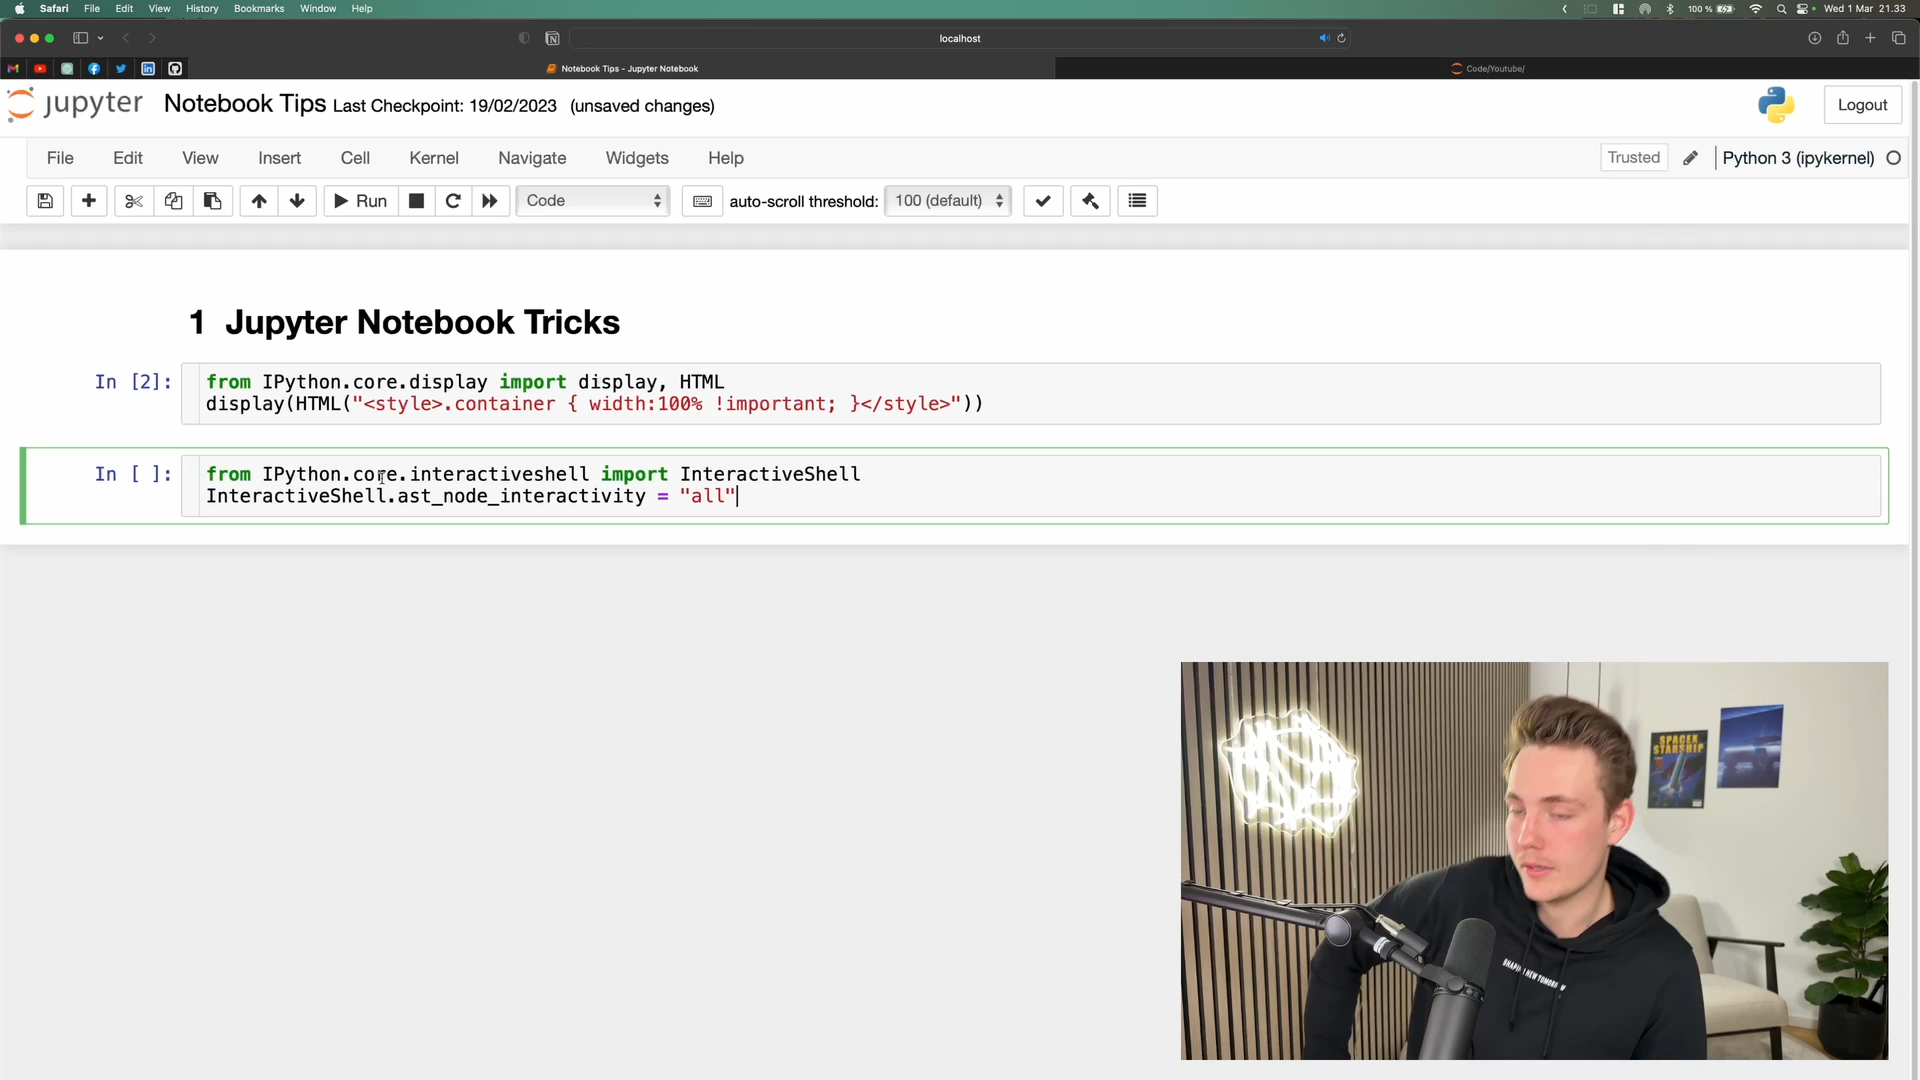 Safari File Edit View History Bookmarks Window Help 100 % Wed 1 Mar 21.33
localhost
Notebook Tips - Jupyter Notebook Code/Youtube/
jupyter Notebook Tips Last Checkpoint: 19/02/2023 (unsaved changes) Logout
File Edit View Insert Cell Kernel Navigate Widgets Help Trusted Python 3 (ipykernel)
Run Code auto-scroll threshold: 100 (default)
1 Jupyter Notebook Tricks
In [2]: from IPython.core.display import display, HTML
display(HTML("<style>.container { width:100% !important; }</style>"))
In [ ]: from IPython.core.interactiveshell import InteractiveShell
InteractiveShell.ast_node_interactivity = "all"
SPACEX
STARSHIP